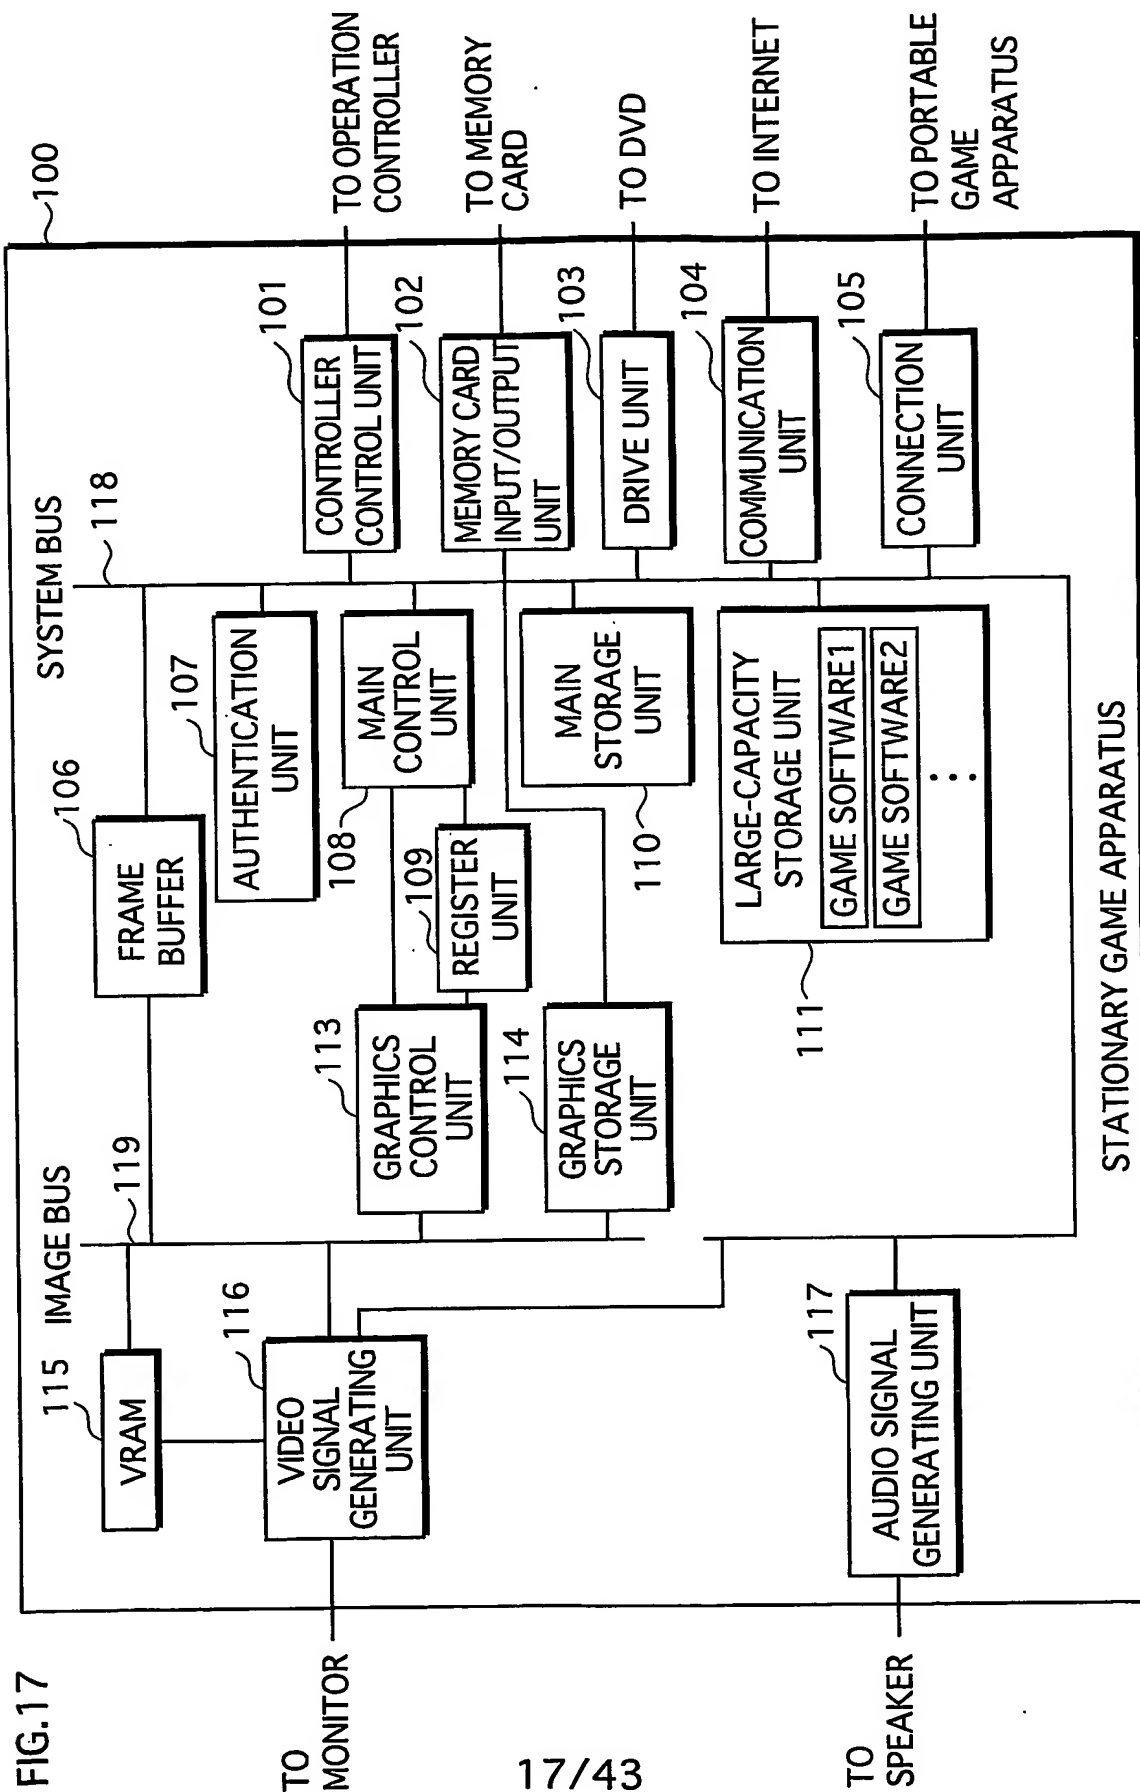 FIG.17
100
SYSTEM BUS
118
IMAGE BUS
119
115
VRAM
116
VIDEO
SIGNAL
GENERATING
UNIT
TO
MONITOR
106
FRAME
BUFFER
107
AUTHENTICATION
UNIT
108
MAIN
CONTROL
UNIT
109
REGISTER
UNIT
113
GRAPHICS
CONTROL
UNIT
114
GRAPHICS
STORAGE
UNIT
110
MAIN
STORAGE
UNIT
111
LARGE-CAPACITY
STORAGE UNIT
GAME SOFTWARE1
GAME SOFTWARE2
117
AUDIO SIGNAL
GENERATING UNIT
TO
SPEAKER
101
CONTROLLER
CONTROL UNIT
TO OPERATION
CONTROLLER
102
MEMORY CARD
INPUT/OUTPUT
UNIT
TO MEMORY
CARD
103
DRIVE UNIT
TO DVD
104
COMMUNICATION
UNIT
TO INTERNET
105
CONNECTION
UNIT
TO PORTABLE
GAME
APPARATUS
STATIONARY GAME APPARATUS
17/43